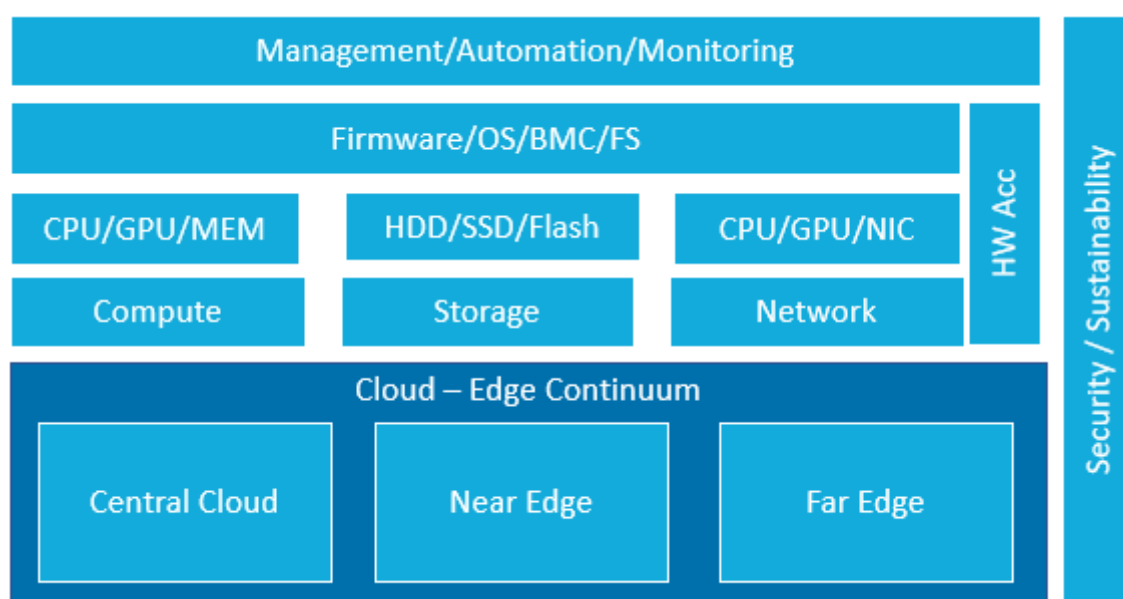 Management/Automation/Monitoring
Firmware/OS/BMC/FS
CPU/GPU/MEM
HDD/SSD/Flash
CPU/GPU/NIC
HW Acc
Compute
Storage
Network
Cloud – Edge Continuum
Central Cloud
Near Edge
Far Edge
Security / Sustainability